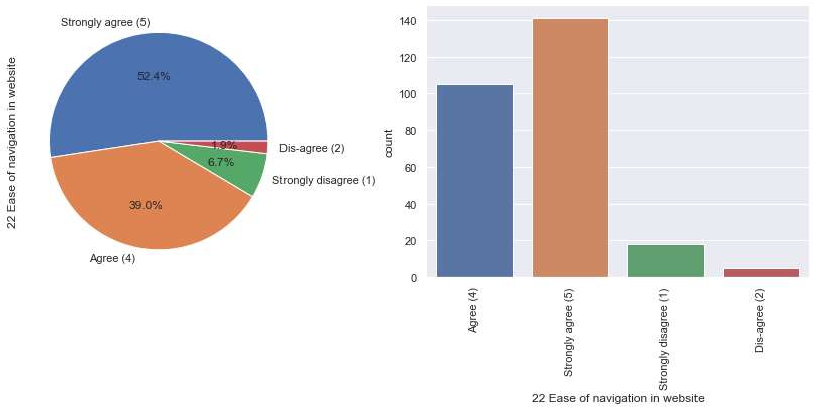 Strongly agree (5)
52.4%
22 Ease of navigation in website
1.9%
Dis-agree (2)
6.7%
Strongly disagree (1)
39.0%
Agree (4)
140
120
100
80
60
40
20
0
count
Agree (4)
Strongly agree (5)
Strongly disagree (1)
Dis-agree (2)
22 Ease of navigation in website